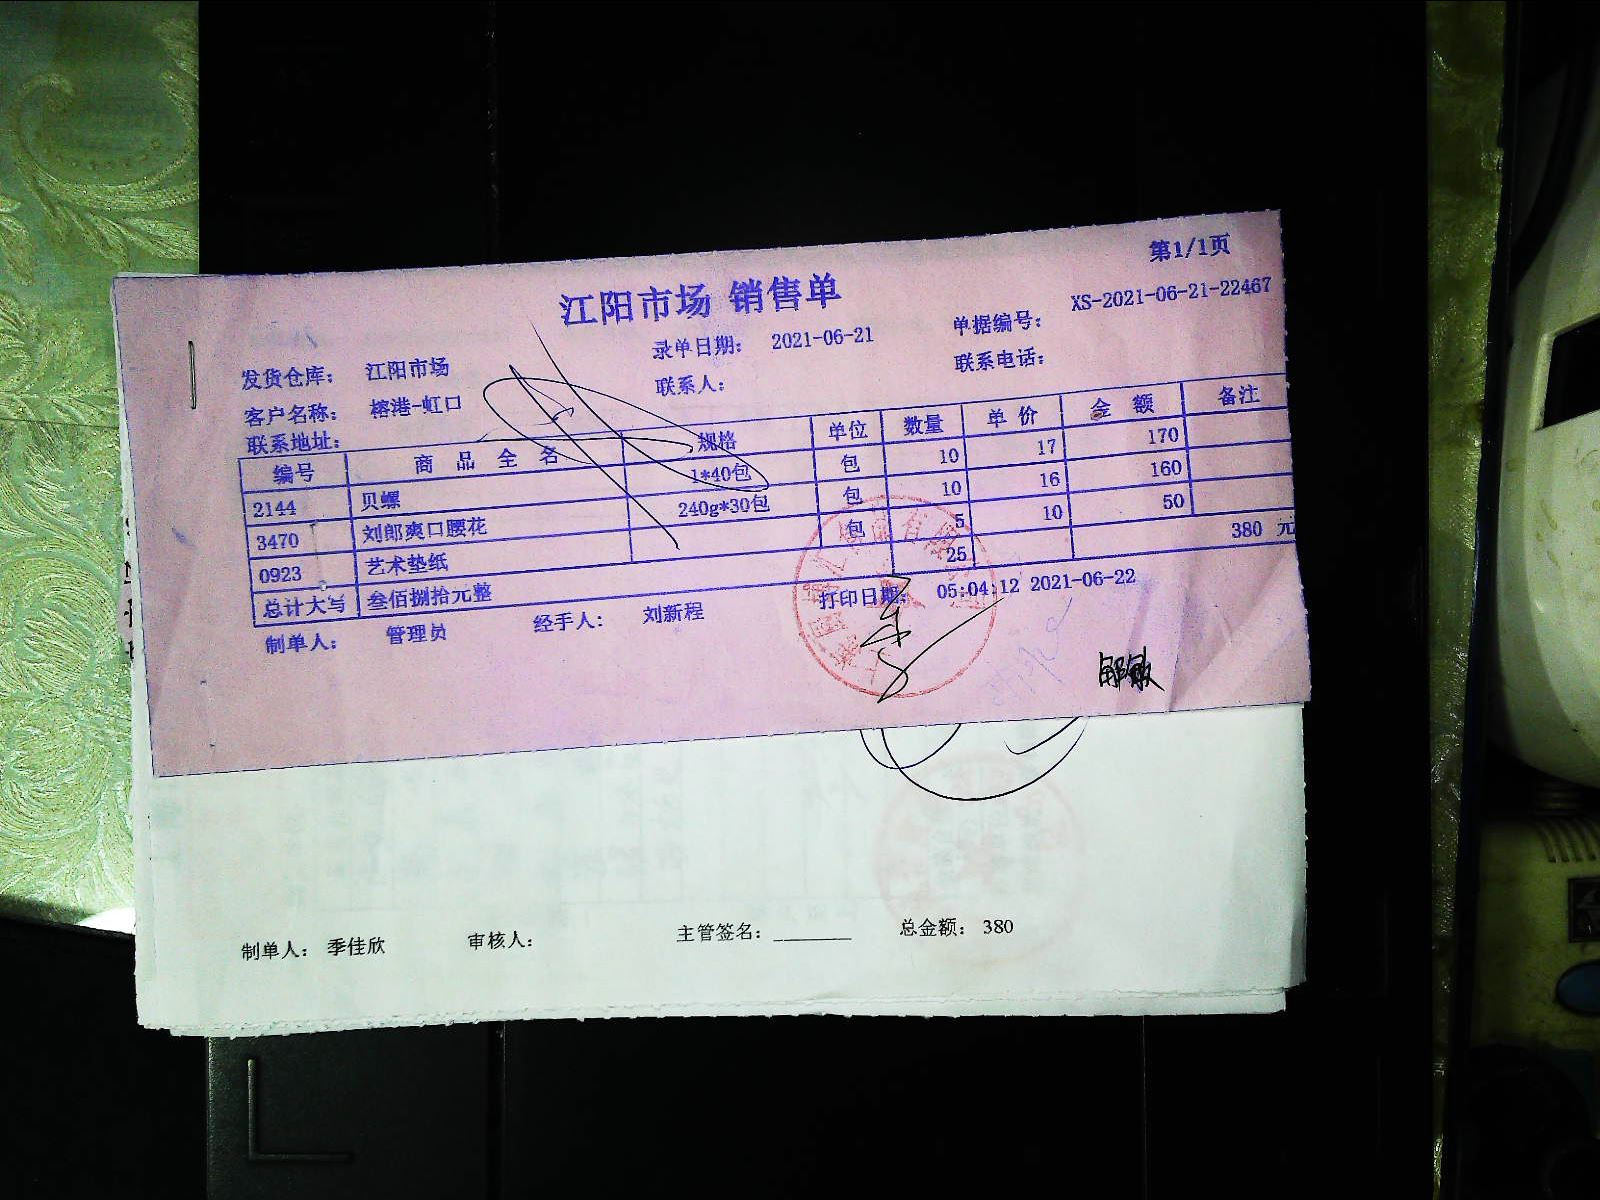 第1/1页
江阳市场 销售单
录单日期: 2021-06-21 单据编号: XS-2021-06-21-22467
发货仓库: 江阳市场 联系人: 联系电话:
客户名称: 榕港-虹口
联系地址:
编号 商品全名 规格 单位 数量 单价 金额 备注
2144 贝螺 1*40包 包 10 17 170
3470 刘郎爽口腰花 240g*30包 包 10 16 160
0923 艺术垫纸 包 5 10 50
总计大写 叁佰捌拾元整 25 380 元
制单人: 管理员 经手人: 刘新程 打印日期: 05:04:12 2021-06-22
制单人: 季佳欣 审核人: 主管签名: ________ 总金额: 380